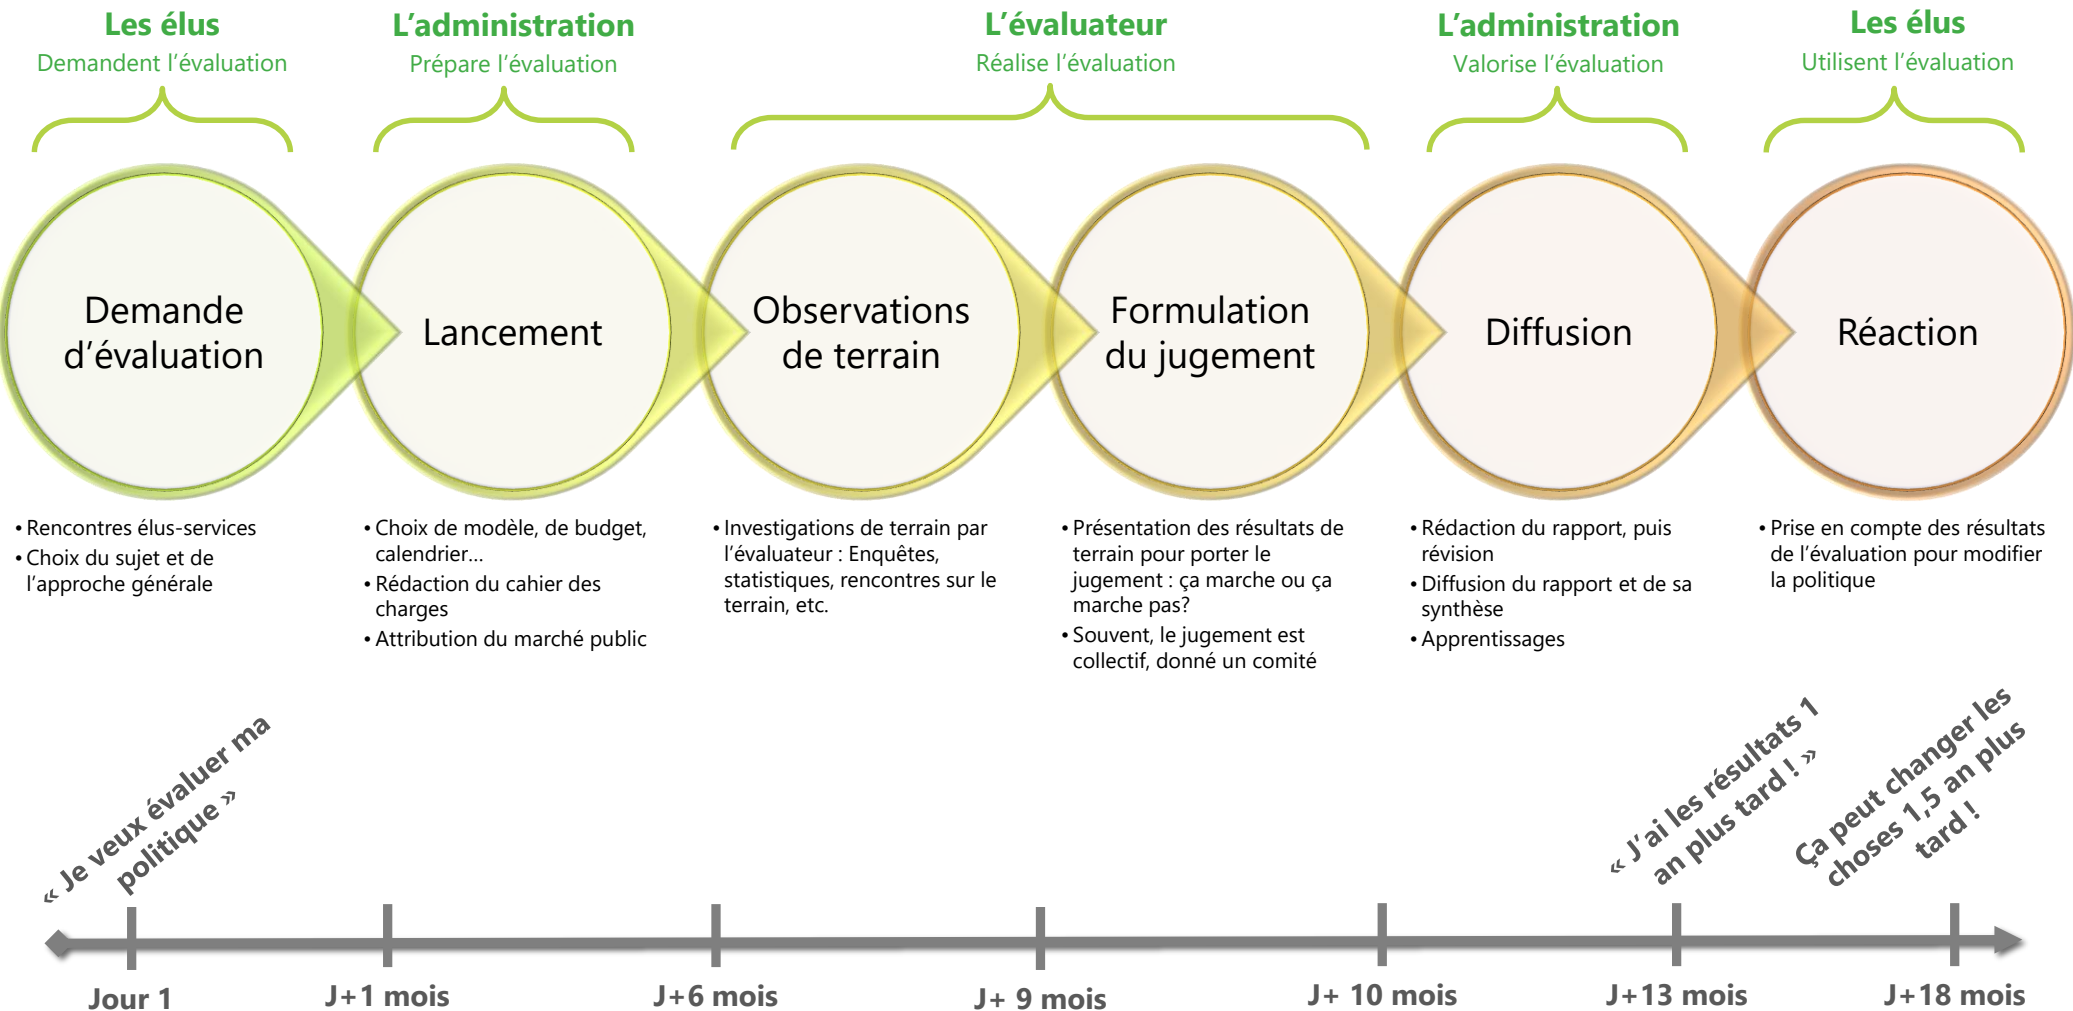 Les élus
Demandent l’évaluation
L’administration
Prépare l’évaluation
L’évaluateur
Réalise l’évaluation
L’administration
Valorise l’évaluation
Les élus
Utilisent l’évaluation
Demande
d’évaluation
Lancement
Observations
de terrain
Formulation
du jugement
Diffusion
Réaction
• Rencontres élus-services
• Choix du sujet et de
l’approche générale
• Choix de modèle, de budget,
calendrier…
• Rédaction du cahier des
charges
• Attribution du marché public
• Investigations de terrain par
l’évaluateur : Enquêtes,
statistiques, rencontres sur le
terrain, etc.
• Présentation des résultats de
terrain pour porter le
jugement : ça marche ou ça
marche pas?
• Souvent, le jugement est
collectif, donné un comité
• Rédaction du rapport, puis
révision
• Diffusion du rapport et de sa
synthèse
• Apprentissages
• Prise en compte des résultats
de l’évaluation pour modifier
la politique
« Je veux évaluer ma
politique »
« J’ai les résultats 1
an plus tard ! »
Ça peut changer les
choses 1,5 an plus
tard !
Jour 1
J+1 mois
J+6 mois
J+ 9 mois
J+ 10 mois
J+13 mois
J+18 mois